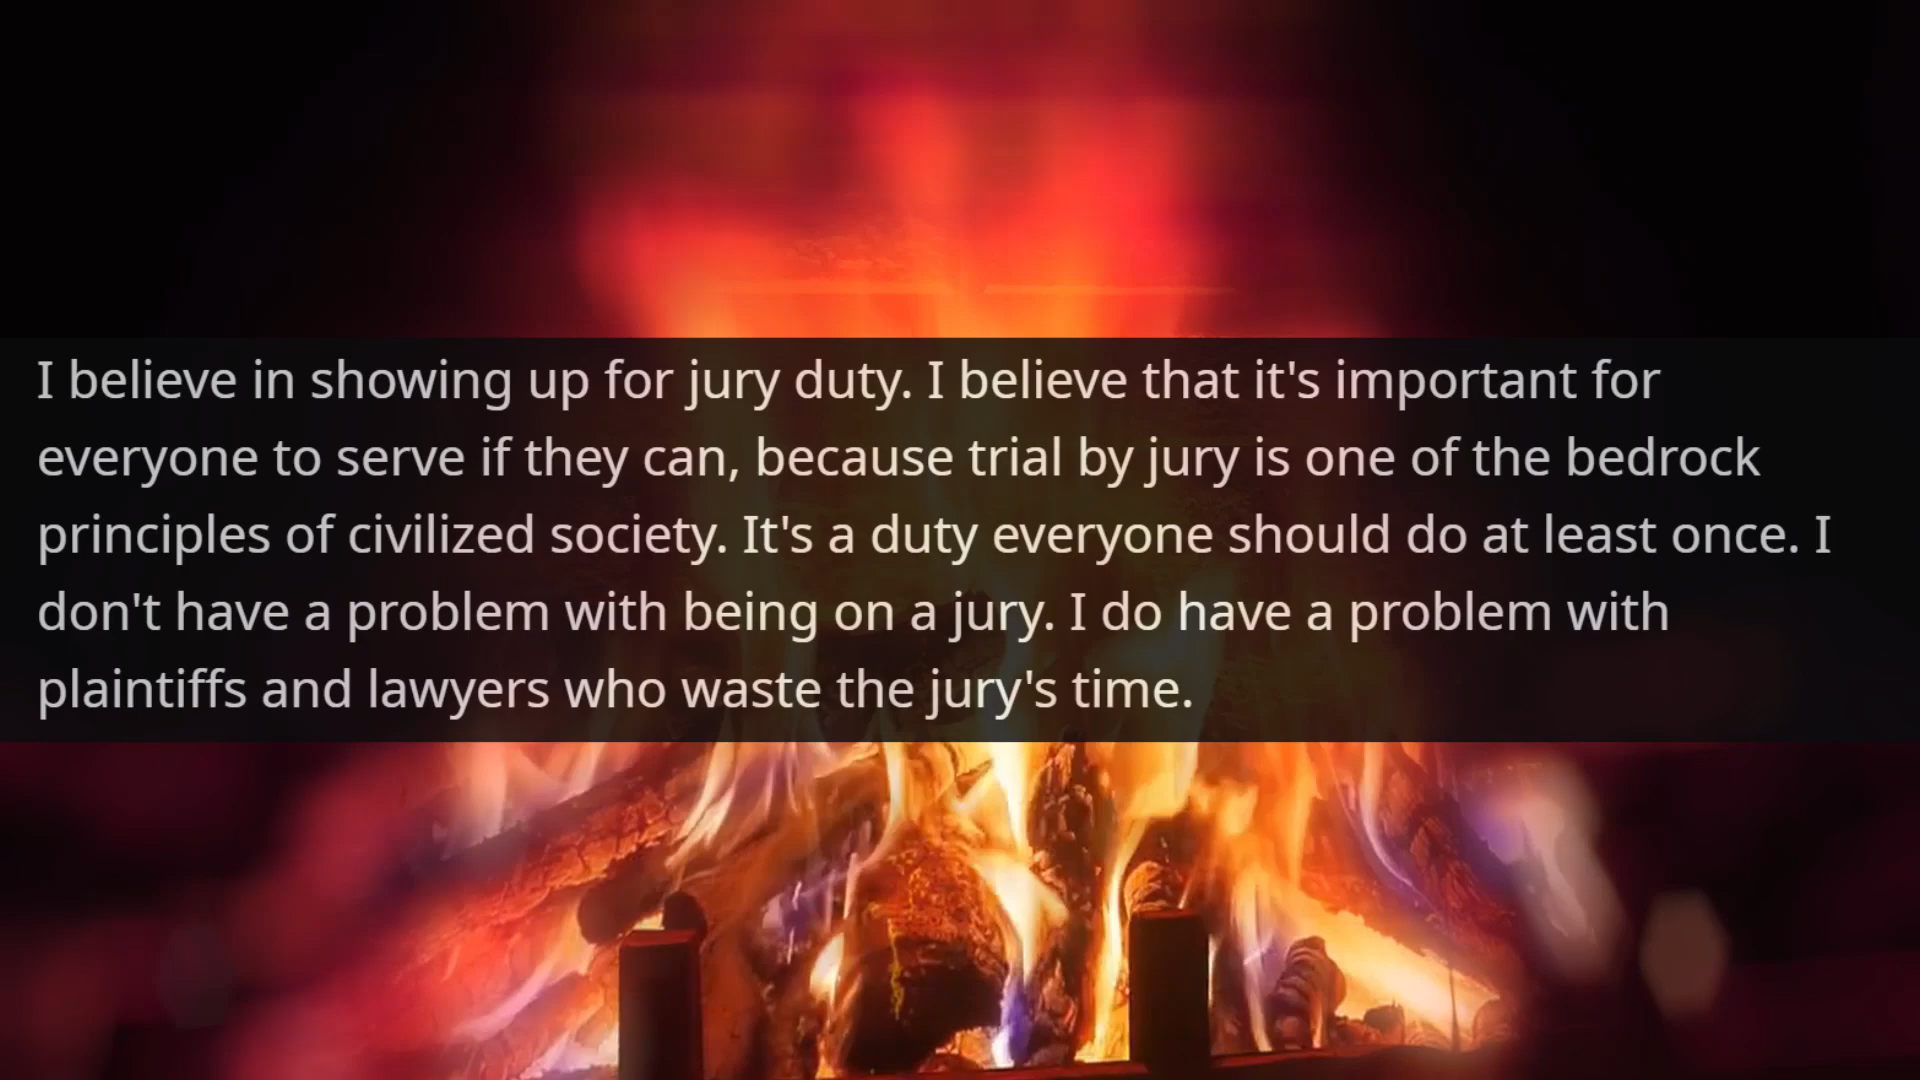 I believe in showing up for jury duty. I believe that it's important for
everyone to serve if they can, because trial by jury is one of the bedrock
principles of civilized society. It's a duty everyone should do at least once. I
don't have a problem with being on a jury. I do have a problem with
plaintiffs and lawyers who waste the jury's time.